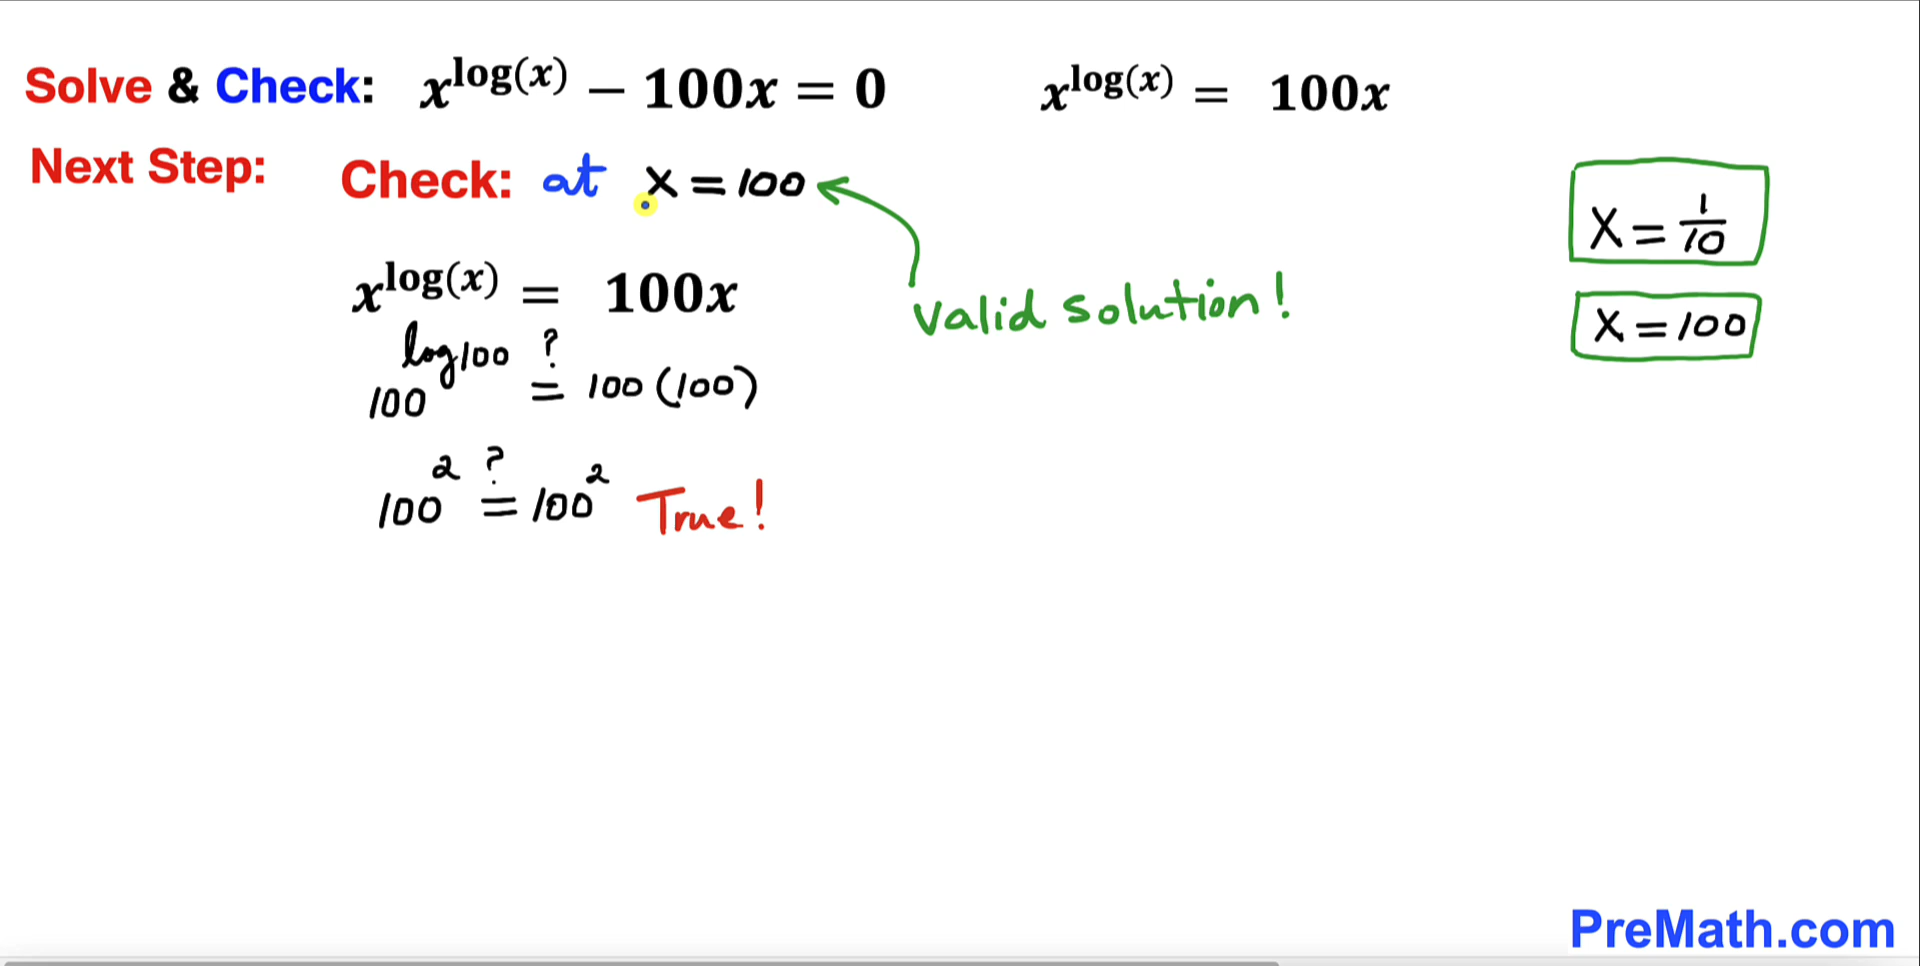 Solve & Check: x^log(x) − 100x = 0 x^log(x) = 100x
Next Step: Check: at x = 100
x = 1/10
x^log(x) = 100x
valid solution!
x = 100
100^log100 ?= 100(100)
100^2 ?= 100^2 True!
PreMath.com